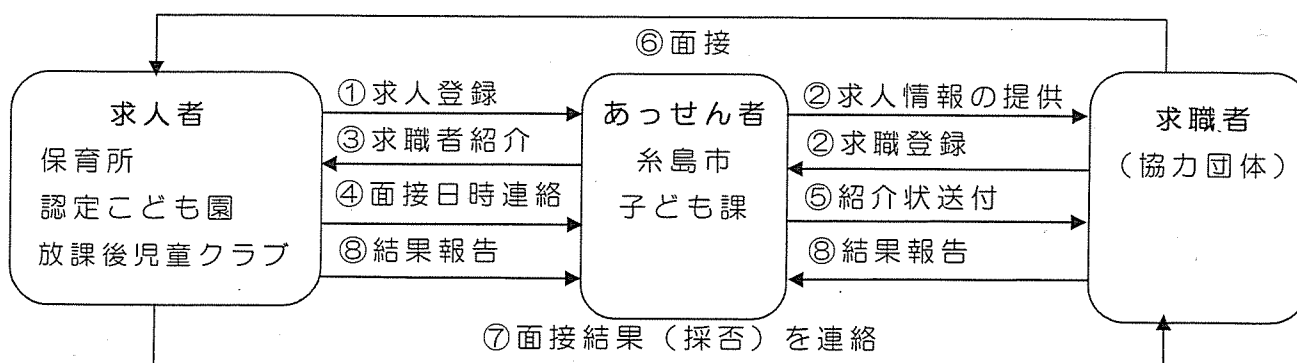 ⑥面接
求人者
保育所
認定こども園
放課後児童クラブ
①求人登録
③求職者紹介
④面接日時連絡
⑧結果報告
あっせん者
糸島市
子ども課
②求人情報の提供
②求職登録
⑤紹介状送付
⑧結果報告
求職者
（協力団体）
⑦面接結果（採否）を連絡